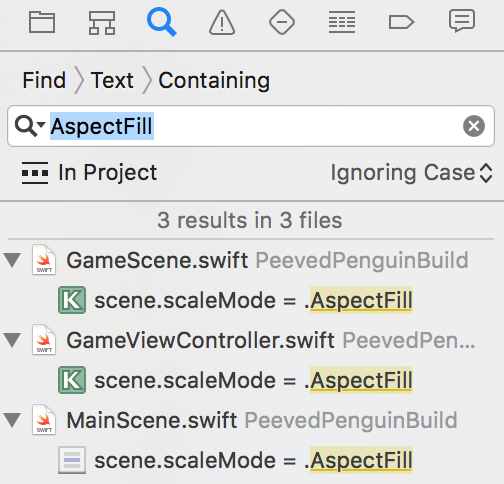 Find Text Containing
AspectFill
In Project Ignoring Case
3 results in 3 files
GameScene.swift PeevedPenguinBuild
K scene.scaleMode = .AspectFill
GameViewController.swift PeevedPen...
K scene.scaleMode = .AspectFill
MainScene.swift PeevedPenguinBuild
scene.scaleMode = .AspectFill